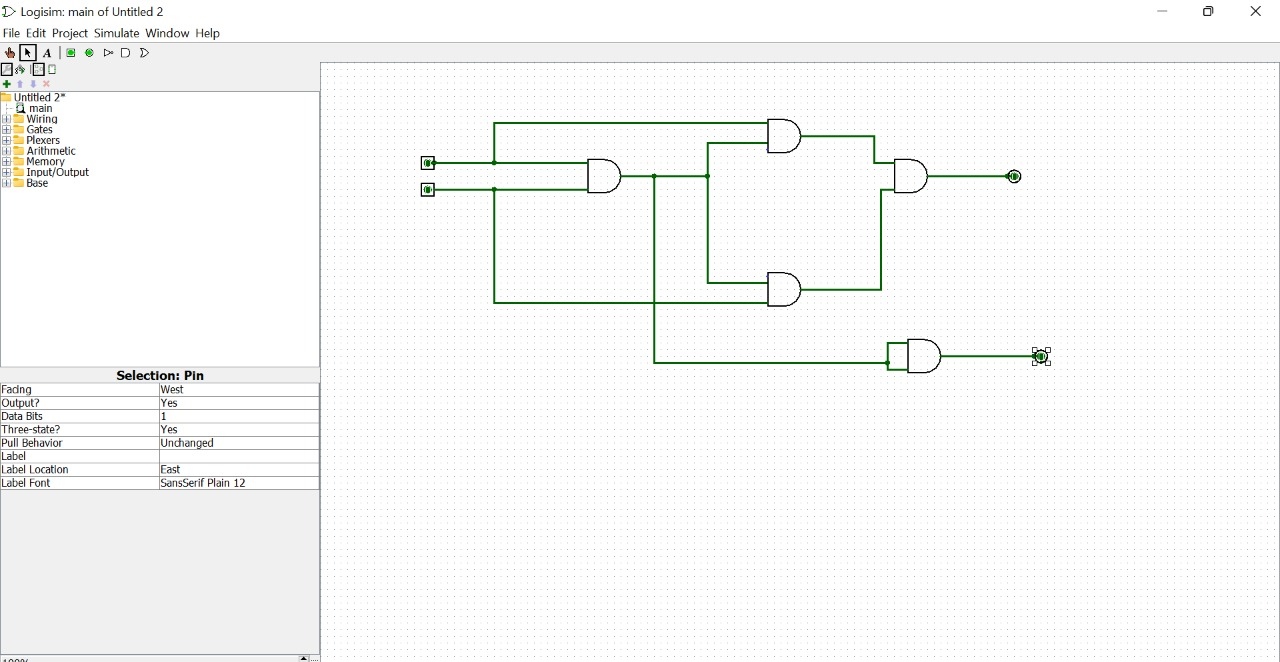 Logisim: main of Untitled 2
File Edit Project Simulate Window Help
A
Untitled 2*
main
Wiring
Gates
Plexers
Arithmetic
Memory
Input/Output
Base
Selection: Pin
Facing West
Output? Yes
Data Bits 1
Three-state? Yes
Pull Behavior Unchanged
Label
Label Location East
Label Font SansSerif Plain 12